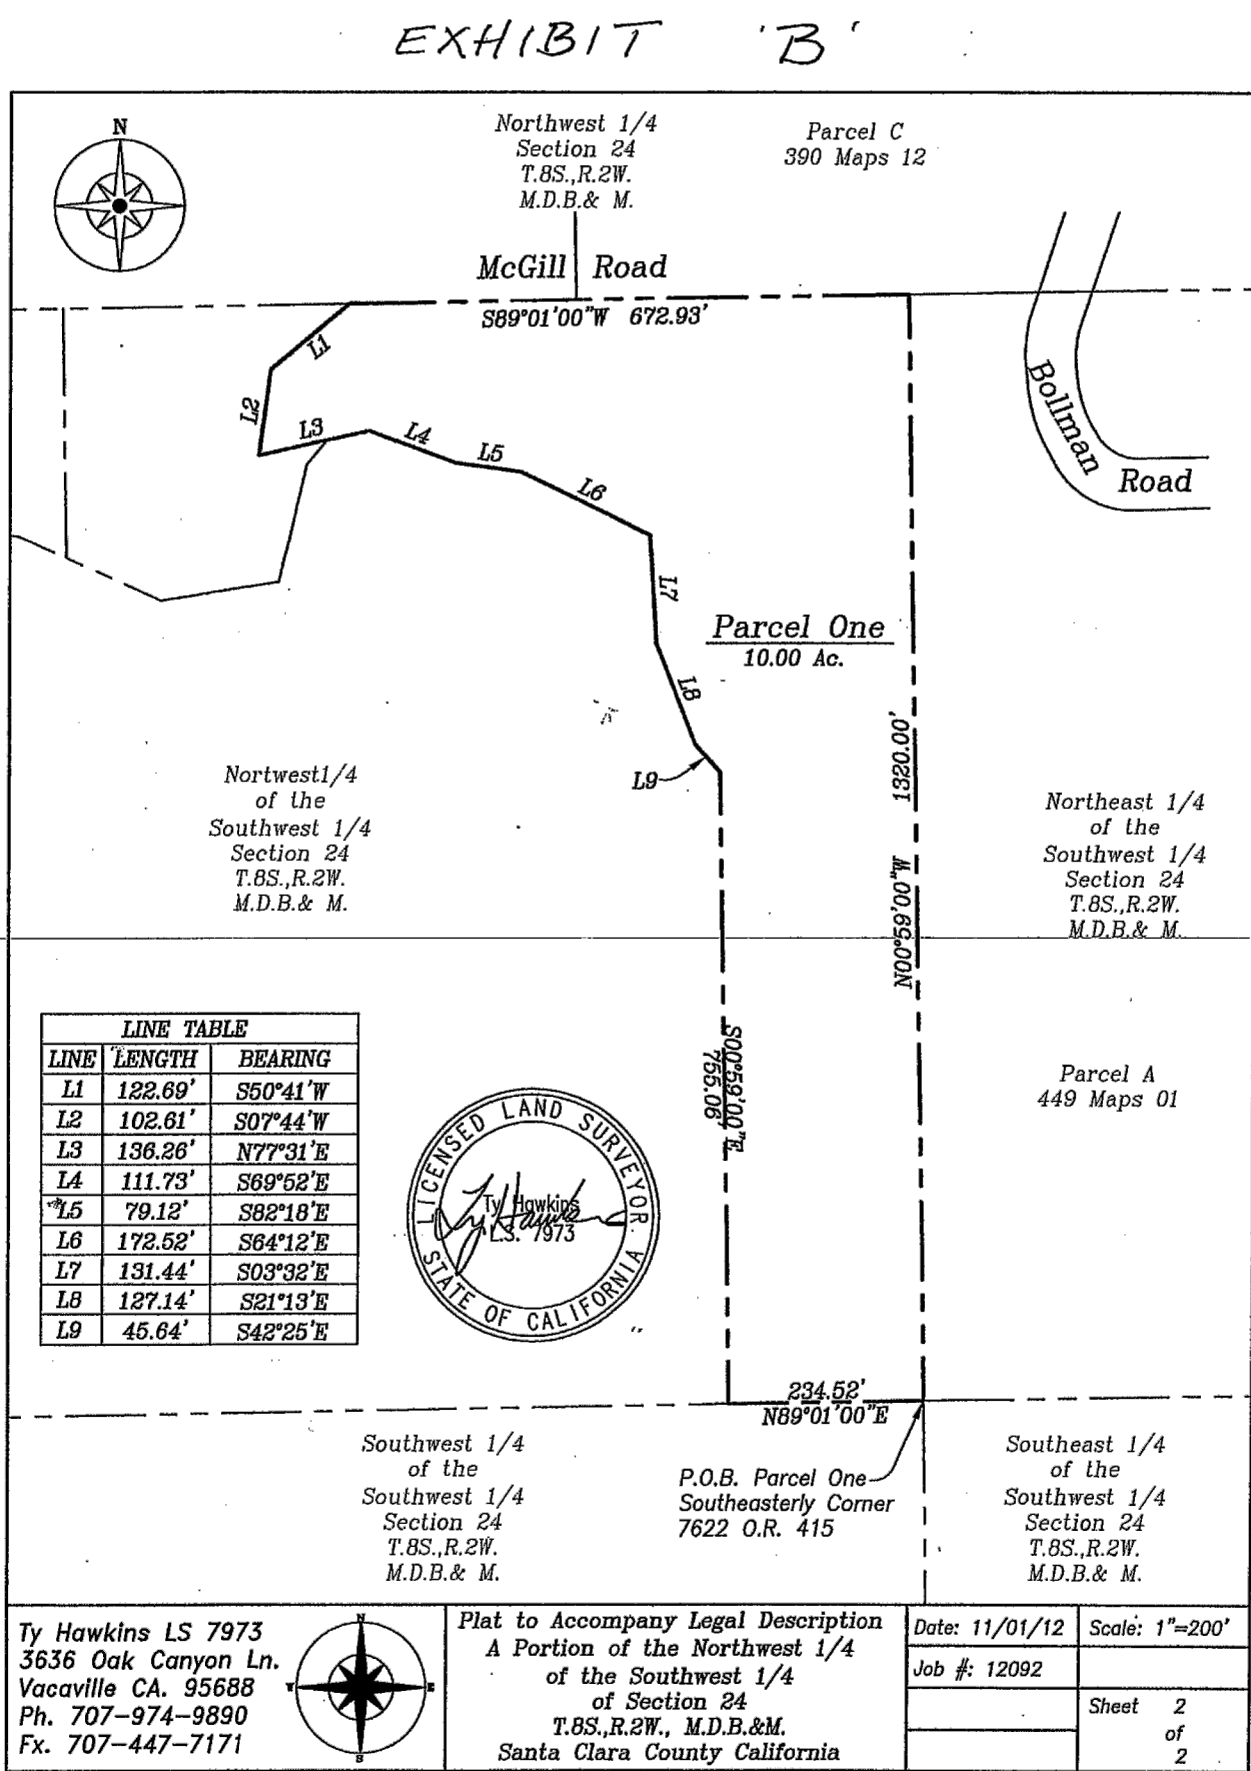 EXHIBIT 'B'
N
Northwest 1/4
Section 24
T.8S.,R.2W.
M.D.B.& M.
Parcel C
390 Maps 12
McGill Road
S89°01'00"W 672.93'
L1
L2
L3
L4
L5
L6
L7
L8
L9
Bollman
Road
Parcel One
10.00 Ac.
1320.00'
N00°59'00"W
Nortwest1/4
of the
Southwest 1/4
Section 24
T.8S.,R.2W.
M.D.B.& M.
Northeast 1/4
of the
Southwest 1/4
Section 24
T.8S.,R.2W.
M.D.B.& M.
S00°59'00"E
755.06'
Parcel A
449 Maps 01
LINE TABLE
LINE LENGTH BEARING
L1 122.69' S50°41'W
L2 102.61' S07°44'W
L3 136.26' N77°31'E
L4 111.73' S69°52'E
L5 79.12' S82°18'E
L6 172.52' S64°12'E
L7 131.44' S03°32'E
L8 127.14' S21°13'E
L9 45.64' S42°25'E
LICENSED LAND SURVEYOR
Ty Hawkins
L.S. 7973
STATE OF CALIFORNIA
234.52'
N89°01'00"E
Southwest 1/4
of the
Southwest 1/4
Section 24
T.8S.,R.2W.
M.D.B.& M.
P.O.B. Parcel One
Southeasterly Corner
7622 O.R. 415
Southeast 1/4
of the
Southwest 1/4
Section 24
T.8S.,R.2W.
M.D.B.& M.
Ty Hawkins LS 7973
3636 Oak Canyon Ln.
Vacaville CA. 95688
Ph. 707-974-9890
Fx. 707-447-7171
N
W
E
S
Plat to Accompany Legal Description
A Portion of the Northwest 1/4
of the Southwest 1/4
of Section 24
T.8S.,R.2W., M.D.B.&M.
Santa Clara County California
Date: 11/01/12
Scale: 1"=200'
Job #: 12092
Sheet 2
of
2